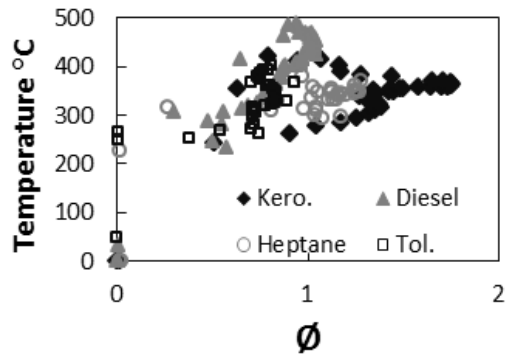 Temperature °C
500
400
300
200
100
0
Kero.
Diesel
Heptane
Tol.
0
1
2
Ø